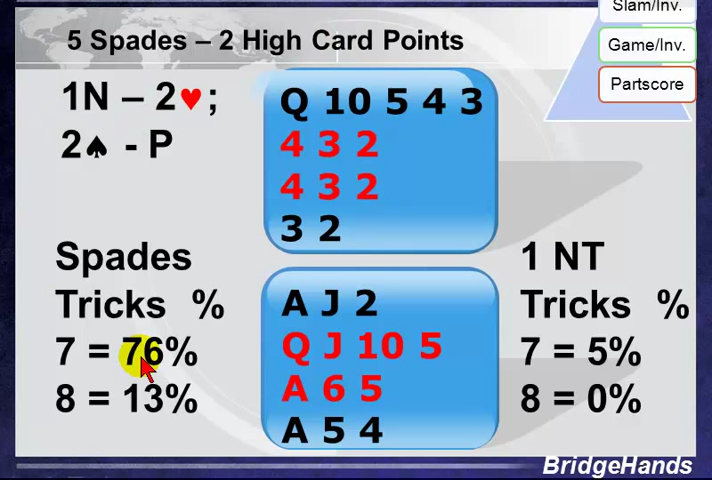 Slam/Inv.
5 Spades – 2 High Card Points
Game/Inv.
Partscore
1N – 2♥;
2♠ - P
Q 10 5 4 3
4 3 2
4 3 2
3 2
Spades
Tricks %
7 = 76%
8 = 13%
A J 2
Q J 10 5
A 6 5
A 5 4
1 NT
Tricks %
7 = 5%
8 = 0%
BridgeHands